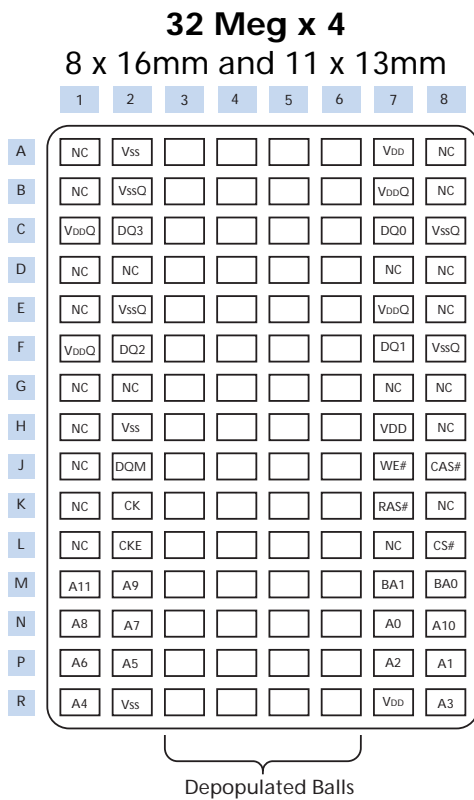 32 Meg x 4
8 x 16mm and 11 x 13mm
1 2 3 4 5 6 7 8
A NC Vss VDD NC
B NC VssQ VDDQ NC
C VDDQ DQ3 DQ0 VssQ
D NC NC NC NC
E NC VssQ VDDQ NC
F VDDQ DQ2 DQ1 VssQ
G NC NC NC NC
H NC Vss VDD NC
J NC DQM WE# CAS#
K NC CK RAS# NC
L NC CKE NC CS#
M A11 A9 BA1 BA0
N A8 A7 A0 A10
P A6 A5 A2 A1
R A4 Vss VDD A3
Depopulated Balls